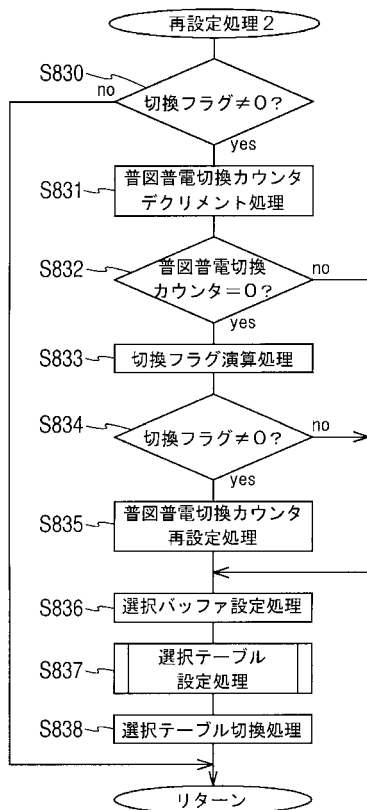 再設定処理2
S830
no
切換フラグ≠0?
yes
S831
普図普電切換カウンタ
デクリメント処理
S832
普図普電切換
カウンタ=0?
no
yes
S833
切換フラグ演算処理
S834
切換フラグ≠0?
no
yes
S835
普図普電切換カウンタ
再設定処理
S836
選択バッファ設定処理
S837
選択テーブル
設定処理
S838
選択テーブル切換処理
リターン